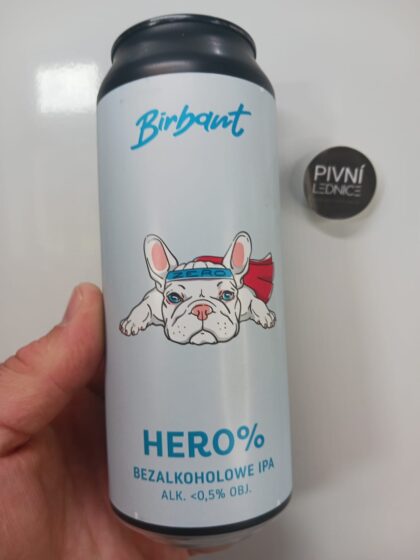 Birbant
PIVNÍ
LEDNICE
ZERO
HERO%
BEZALKOHOLOWE IPA
ALK. <0,5% OBJ.